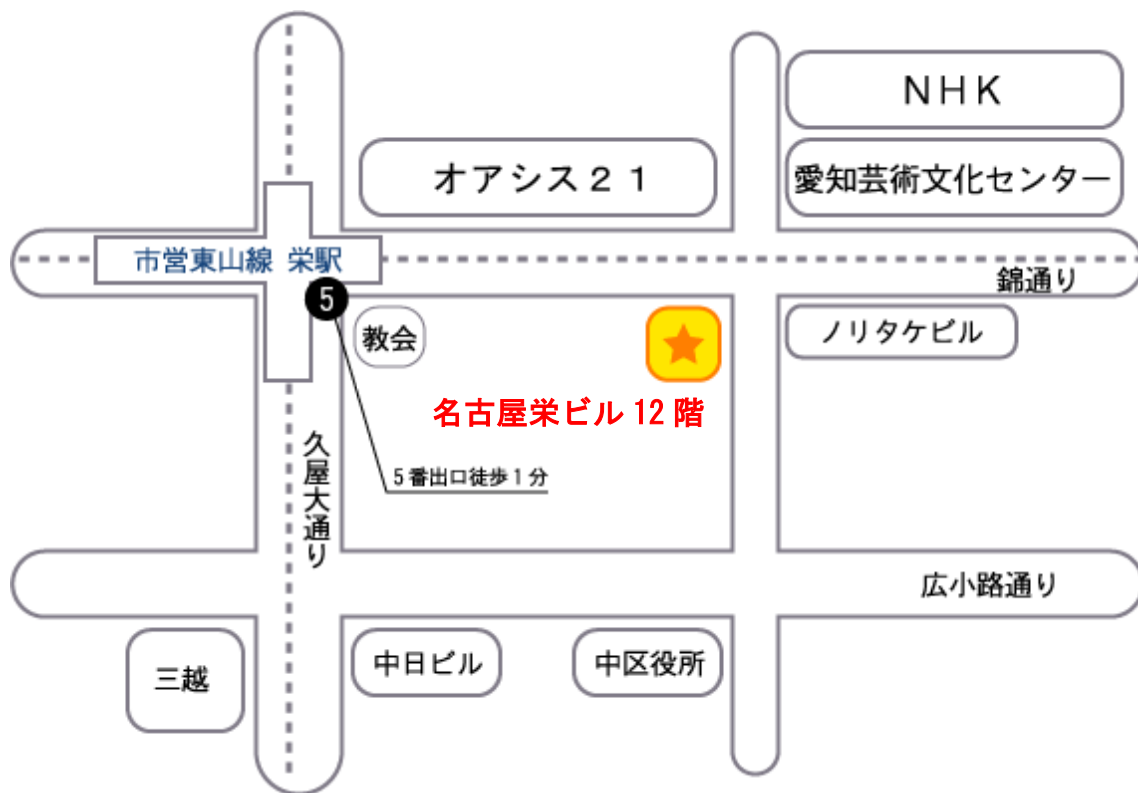 NHK
オアシス21
愛知芸術文化センター
市営東山線 栄駅
錦通り
5
教会
ノリタケビル
名古屋栄ビル 12 階
久屋大通り
5番出口徒歩1分
広小路通り
三越
中日ビル
中区役所